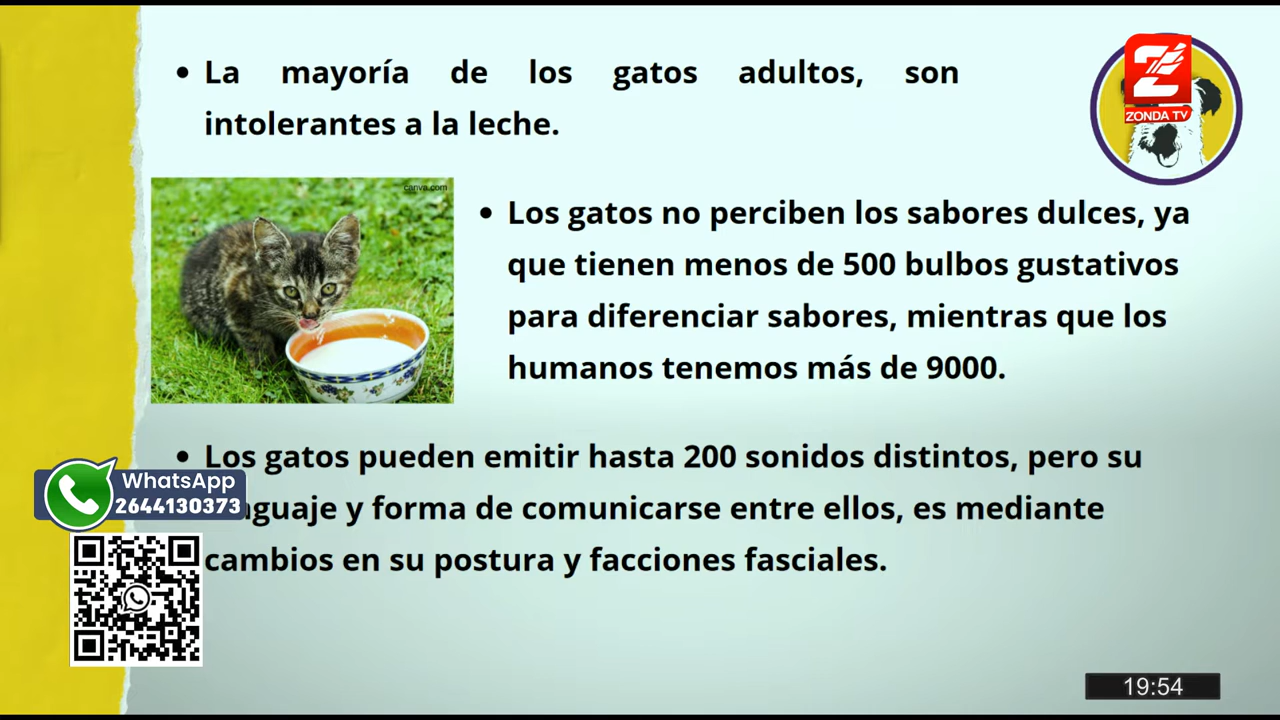 La mayoría de los gatos adultos, son
intolerantes a la leche.
ZONDA TV
canva.com
Los gatos no perciben los sabores dulces, ya
que tienen menos de 500 bulbos gustativos
para diferenciar sabores, mientras que los
humanos tenemos más de 9000.
Los gatos pueden emitir hasta 200 sonidos distintos, pero su
guaje y forma de comunicarse entre ellos, es mediante
cambios en su postura y facciones fasciales.
WhatsApp
2644130373
19:54